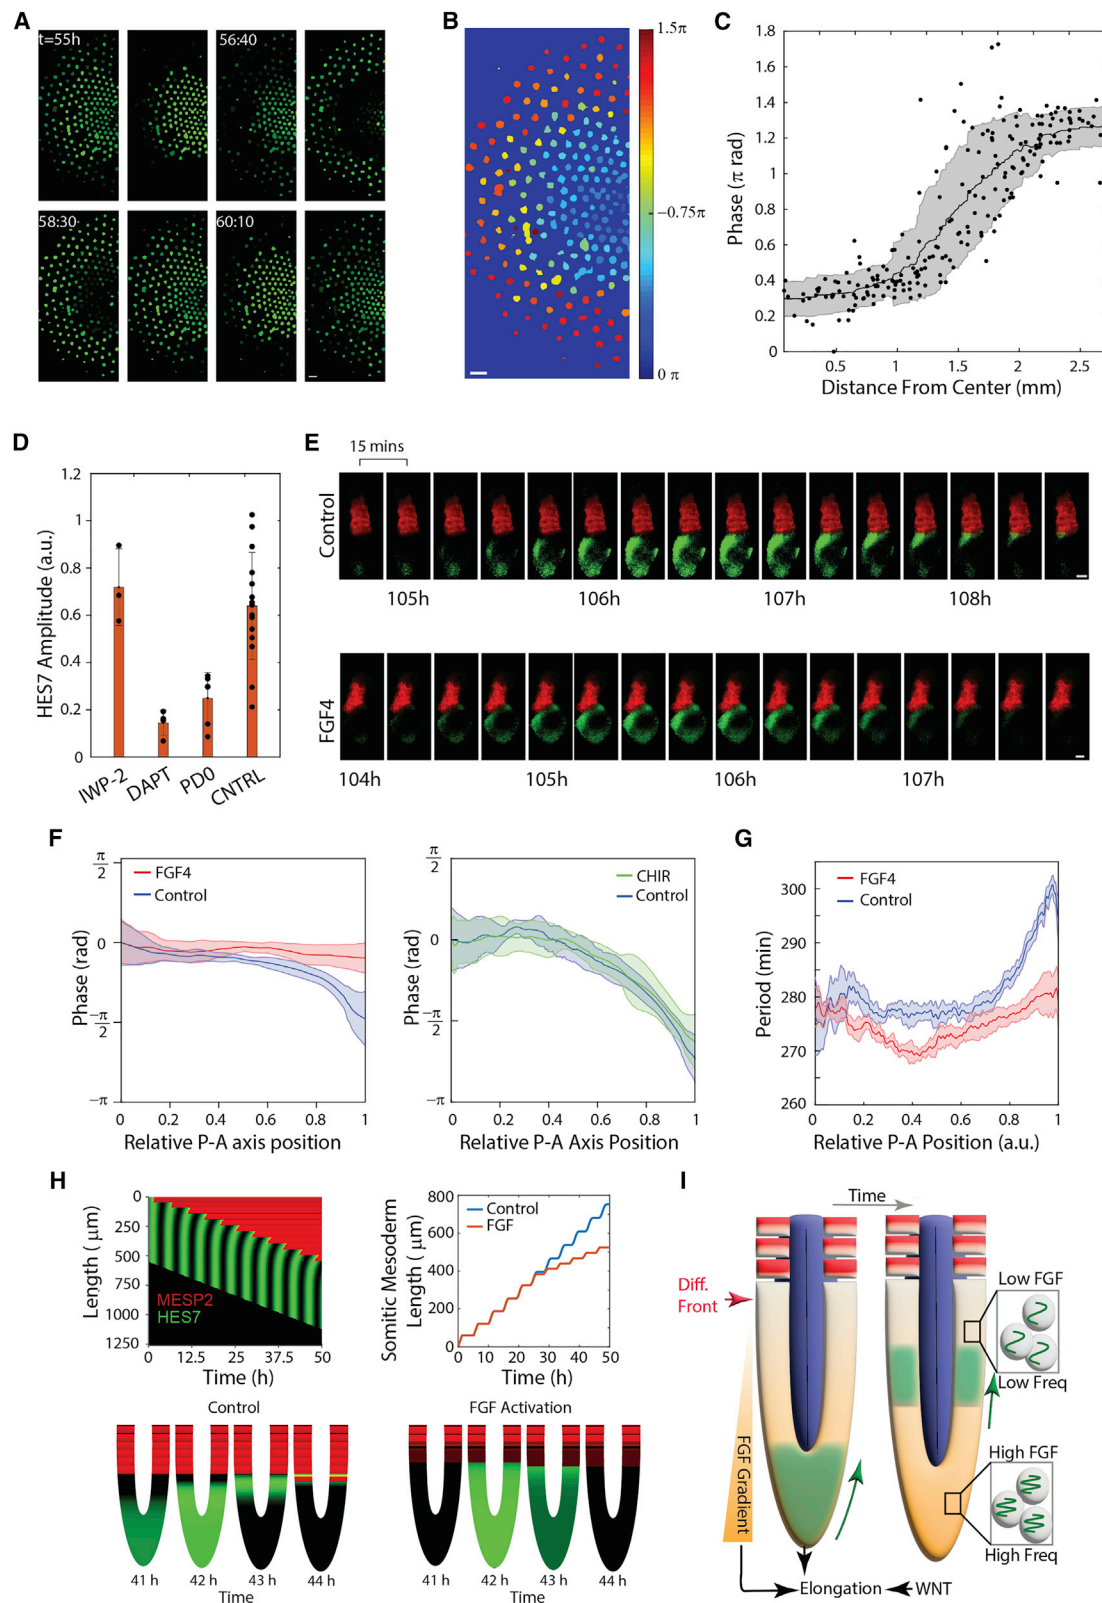 A
t=55h
56:40
58:30
60:10
B
1.5π
−0.75π
0 π
C
Phase (π rad)
1.8
1.6
1.4
1.2
1
0.8
0.6
0.4
0.2
0
0.5
1
1.5
2
2.5
Distance From Center (mm)
D
HES7 Amplitude (a.u.)
1.2
1
0.8
0.6
0.4
0.2
0
IWP-2
DAPT
PD0
CNTRL
E
15 mins
Control
105h
106h
107h
108h
FGF4
104h
105h
106h
107h
F
Phase (rad)
π/2
0
−π/2
−π
FGF4
Control
0 0.2 0.4 0.6 0.8 1
Relative P-A axis position
Phase (rad)
π/2
0
−π/2
−π
CHIR
Control
0 0.2 0.4 0.6 0.8 1
Relative P-A Axis Position
G
Period (min)
300
290
280
270
260
FGF4
Control
0 0.2 0.4 0.6 0.8 1
Relative P-A Position (a.u.)
H
Length ( μm)
0
250
500
750
1000
1250
MESP2
HES7
0 12.5 25 37.5 50
Time (h)
Somitic Mesoderm
Length ( μm)
800
600
400
200
0
Control
FGF
0 10 20 30 40 50
Time (h)
Control
41 h 42 h 43 h 44 h
Time
FGF Activation
41 h 42 h 43 h 44 h
Time
I
Time
Diff.
Front
Low FGF
Low Freq
High FGF
High Freq
FGF Gradient
Elongation
WNT